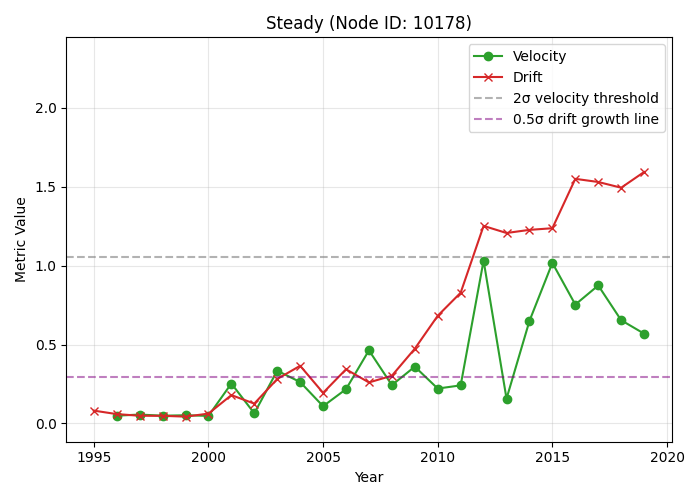 Steady (Node ID: 10178)
Velocity
Drift
2σ velocity threshold
0.5σ drift growth line
Metric Value
2.0
1.5
1.0
0.5
0.0
1995 2000 2005 2010 2015 2020
Year